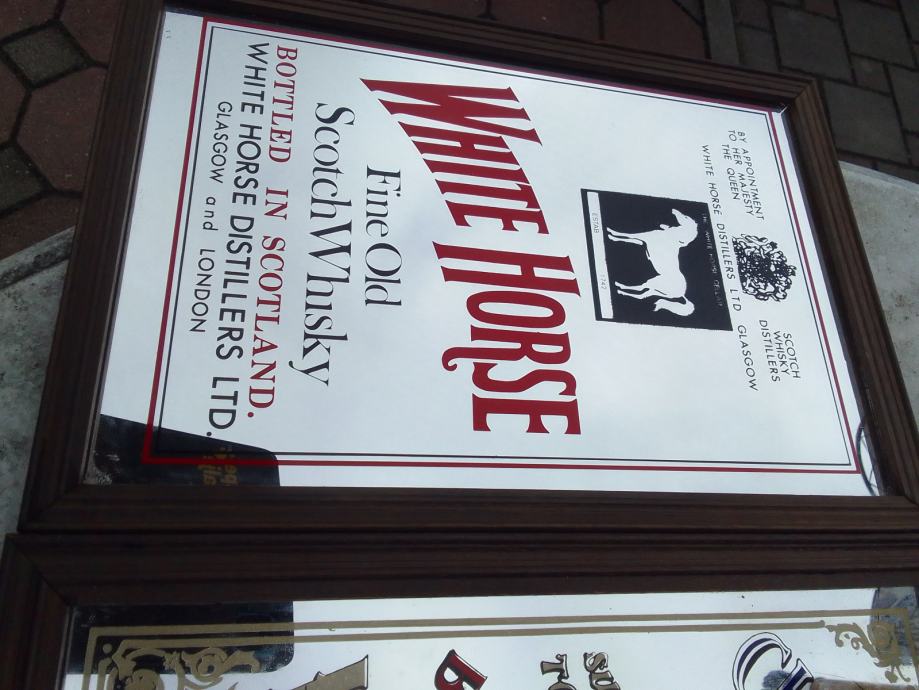 BY APPOINTMENT
TO HER MAJESTY
THE QUEEN
SCOTCH
WHISKY
DISTILLERS
WHITE HORSE DISTILLERS LTD GLASGOW
ESTAB 1742
WHITE HORSE
Fine Old
Scotch Whisky
BOTTLED IN SCOTLAND.
WHITE HORSE DISTILLERS LTD.
GLASGOW and LONDON